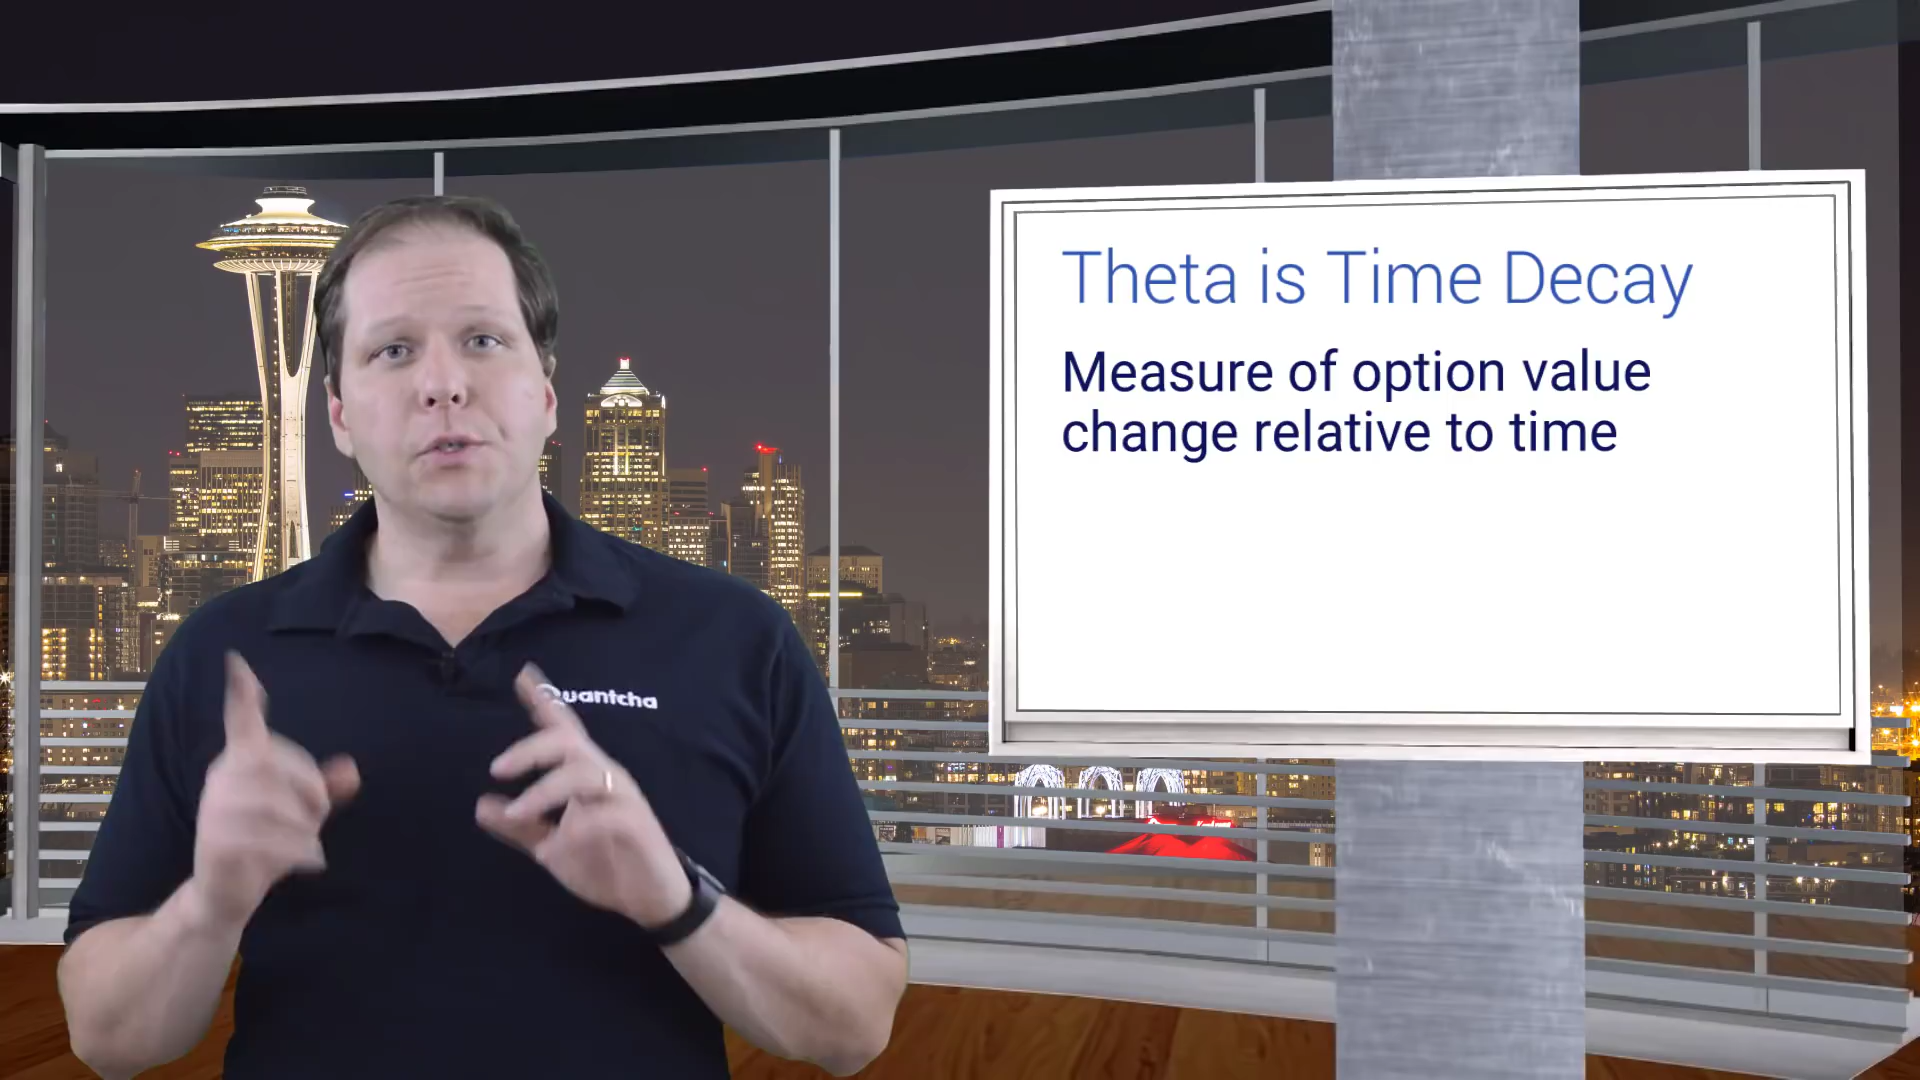 Theta is Time Decay
Measure of option value
change relative to time
Quantcha